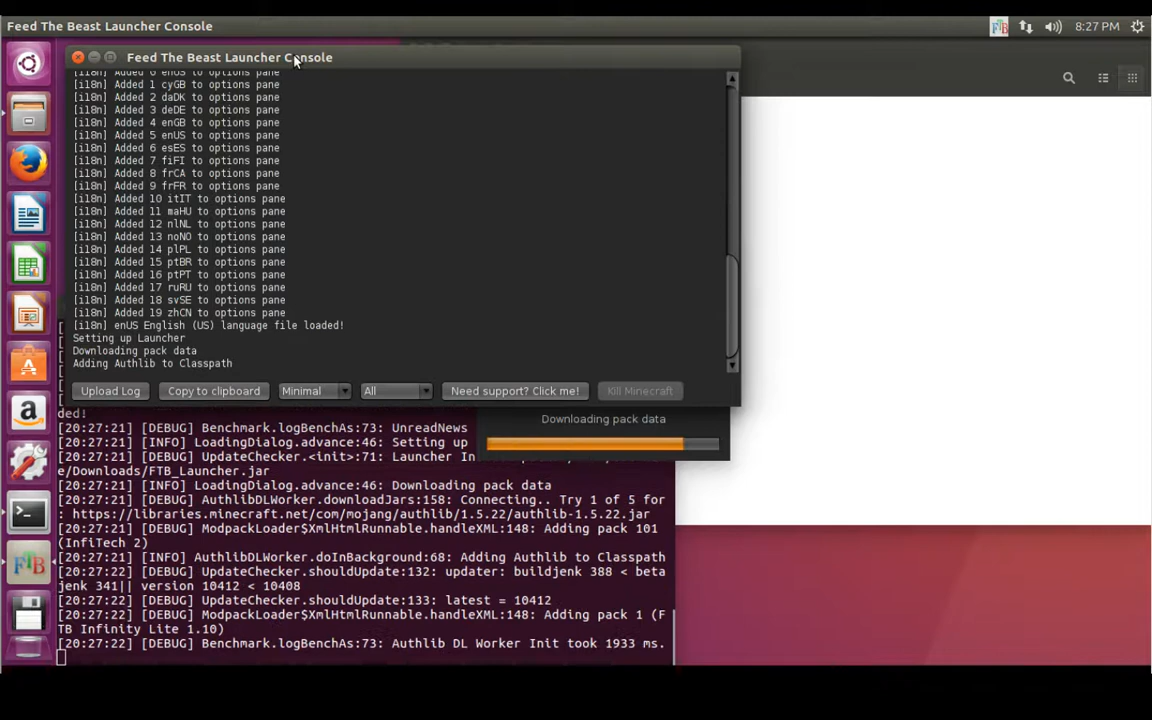 Feed The Beast Launcher Console
8:27 PM
Feed The Beast Launcher Console
[i18n] Added 0 enUS to options pane
[i18n] Added 1 cyGB to options pane
[i18n] Added 2 daDK to options pane
[i18n] Added 3 deDE to options pane
[i18n] Added 4 enGB to options pane
[i18n] Added 5 enUS to options pane
[i18n] Added 6 esES to options pane
[i18n] Added 7 fiFI to options pane
[i18n] Added 8 frCA to options pane
[i18n] Added 9 frFR to options pane
[i18n] Added 10 itIT to options pane
[i18n] Added 11 maHU to options pane
[i18n] Added 12 nlNL to options pane
[i18n] Added 13 noNO to options pane
[i18n] Added 14 plPL to options pane
[i18n] Added 15 ptBR to options pane
[i18n] Added 16 ptPT to options pane
[i18n] Added 17 ruRU to options pane
[i18n] Added 18 svSE to options pane
[i18n] Added 19 zhCN to options pane
[i18n] enUS English (US) language file loaded!
Setting up Launcher
Downloading pack data
Adding Authlib to Classpath
Upload Log
Copy to clipboard
Minimal
All
Need support? Click me!
Kill Minecraft
Downloading pack data
ded!
[20:27:21] [DEBUG] Benchmark.logBenchAs:73: UnreadNews
[20:27:21] [INFO] LoadingDialog.advance:46: Setting up
[20:27:21] [DEBUG] UpdateChecker.<init>:71: Launcher In
e/Downloads/FTB_Launcher.jar
[20:27:21] [INFO] LoadingDialog.advance:46: Downloading pack data
[20:27:21] [DEBUG] AuthlibDLWorker.downloadJars:158: Connecting.. Try 1 of 5 for
: https://libraries.minecraft.net/com/mojang/authlib/1.5.22/authlib-1.5.22.jar
[20:27:21] [DEBUG] ModpackLoader$XmlHtmlRunnable.handleXML:148: Adding pack 101
(InfiTech 2)
[20:27:21] [INFO] AuthlibDLWorker.doInBackground:68: Adding Authlib to Classpath
[20:27:22] [DEBUG] UpdateChecker.shouldUpdate:132: updater: buildjenk 388 < beta
jenk 341|| version 10412 < 10408
[20:27:22] [DEBUG] UpdateChecker.shouldUpdate:133: latest = 10412
[20:27:22] [DEBUG] ModpackLoader$XmlHtmlRunnable.handleXML:148: Adding pack 1 (F
TB Infinity Lite 1.10)
[20:27:22] [DEBUG] Benchmark.logBenchAs:73: Authlib DL Worker Init took 1933 ms.